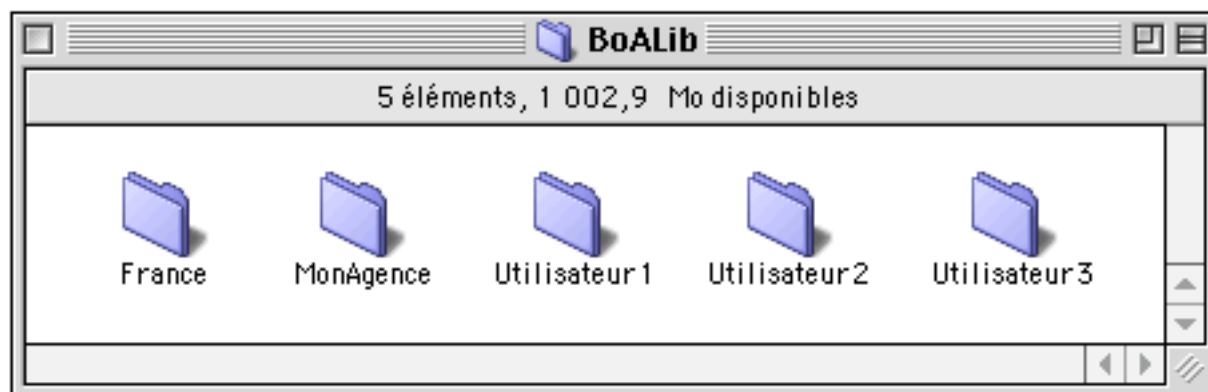 BoALib
5 éléments, 1 002,9 Mo disponibles
France MonAgence Utilisateur1 Utilisateur2 Utilisateur3